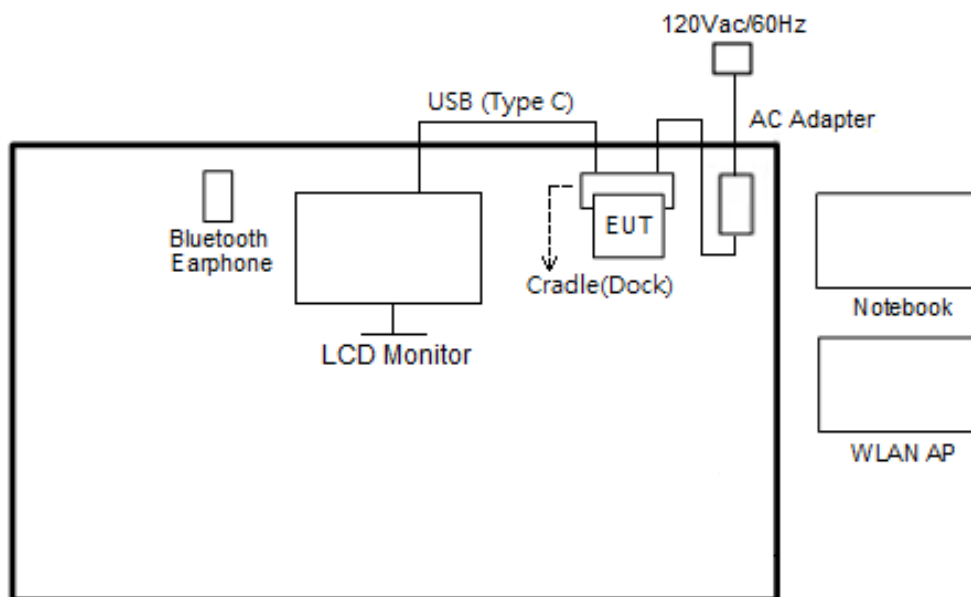 120Vac/60Hz
USB (Type C)
AC Adapter
EUT
Bluetooth
Earphone
Cradle(Dock)
Notebook
LCD Monitor
WLAN AP